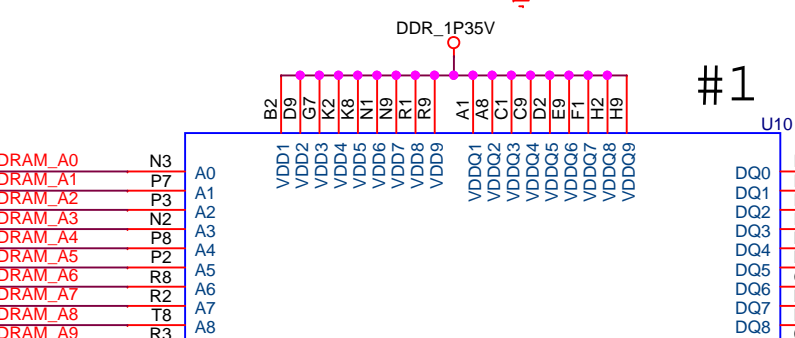 DDR_1P35V
#1
U10
B2 D9 G7 K2 K8 N1 N9 R1 R9 A1 A8 C1 C9 D2 E9 F1 H2 H9
VDD1 VDD2 VDD3 VDD4 VDD5 VDD6 VDD7 VDD8 VDD9 VDDQ1 VDDQ2 VDDQ3 VDDQ4 VDDQ5 VDDQ6 VDDQ7 VDDQ8 VDDQ9
DRAM_A0 N3 A0 DQ0
DRAM_A1 P7 A1 DQ1
DRAM_A2 P3 A2 DQ2
DRAM_A3 N2 A3 DQ3
DRAM_A4 P8 A4 DQ4
DRAM_A5 P2 A5 DQ5
DRAM_A6 R8 A6 DQ6
DRAM_A7 R2 A7 DQ7
DRAM_A8 T8 A8 DQ8
DRAM_A9 R3